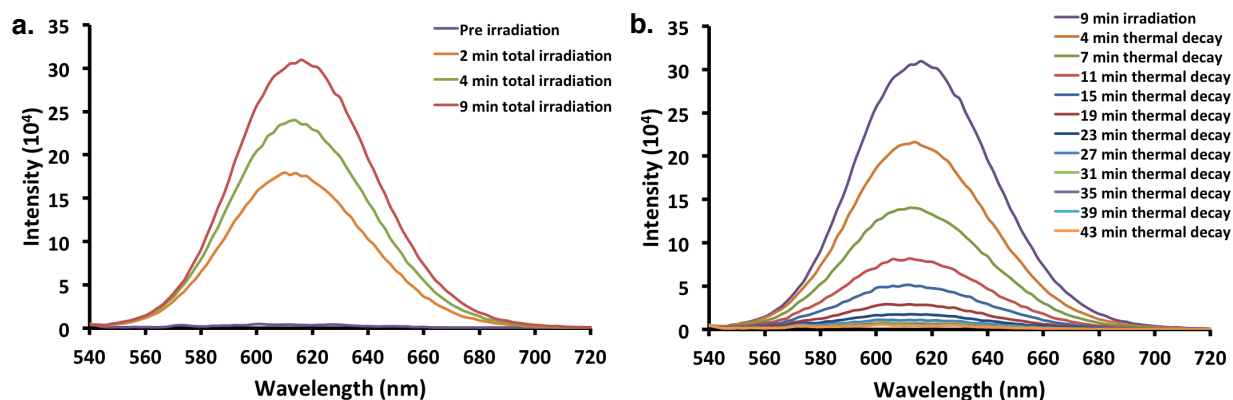 a.
35
30
25
20
15
10
5
0
Intensity (10⁴)
540 560 580 600 620 640 660 680 700 720
Wavelength (nm)
Pre irradiation
2 min total irradiation
4 min total irradiation
9 min total irradiation
b.
35
30
25
20
15
10
5
0
Intensity (10⁴)
540 560 580 600 620 640 660 680 700 720
Wavelength (nm)
9 min irradiation
4 min thermal decay
7 min thermal decay
11 min thermal decay
15 min thermal decay
19 min thermal decay
23 min thermal decay
27 min thermal decay
31 min thermal decay
35 min thermal decay
39 min thermal decay
43 min thermal decay